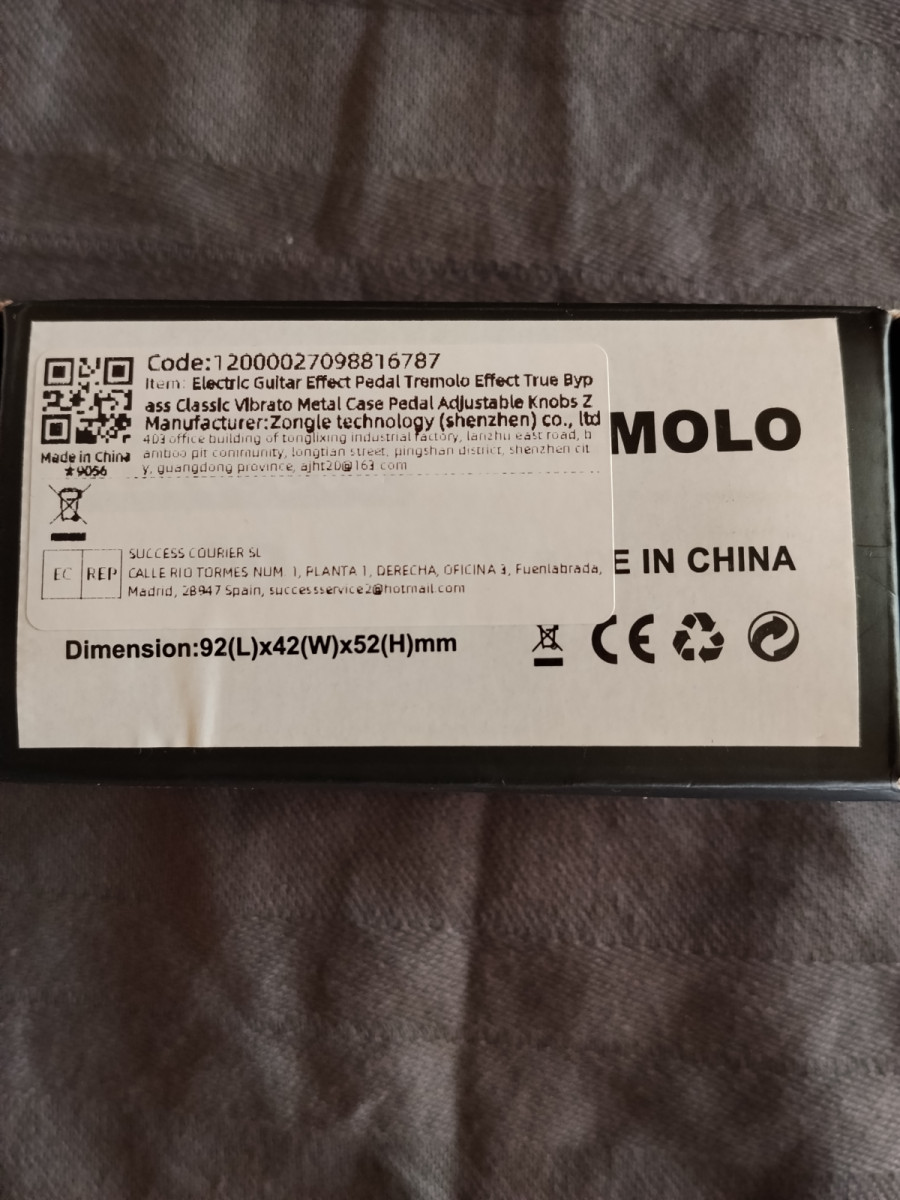 Code:12000027098816787
Item: Electric Guitar Effect Pedal Tremolo Effect True Byp
ass Classic Vibrato Metal Case Pedal Adjustable Knobs Z
Manufacturer:Zongle technology (shenzhen) co., ltd
403 office building of tonglixing industrial factory, lanzhu east road, b
amboo pit community, longtian street, pingshan district, shenzhen cit
y, guangdong province, ajht20@163.com
Made in China
★9056
MOLO
EC REP
SUCCESS COURIER SL
CALLE RIO TORMES NUM. 1, PLANTA 1, DERECHA, OFICINA 3, Fuenlabrada,
Madrid, 28947 Spain, successservice2@hotmail.com
E IN CHINA
Dimension:92(L)x42(W)x52(H)mm
CE